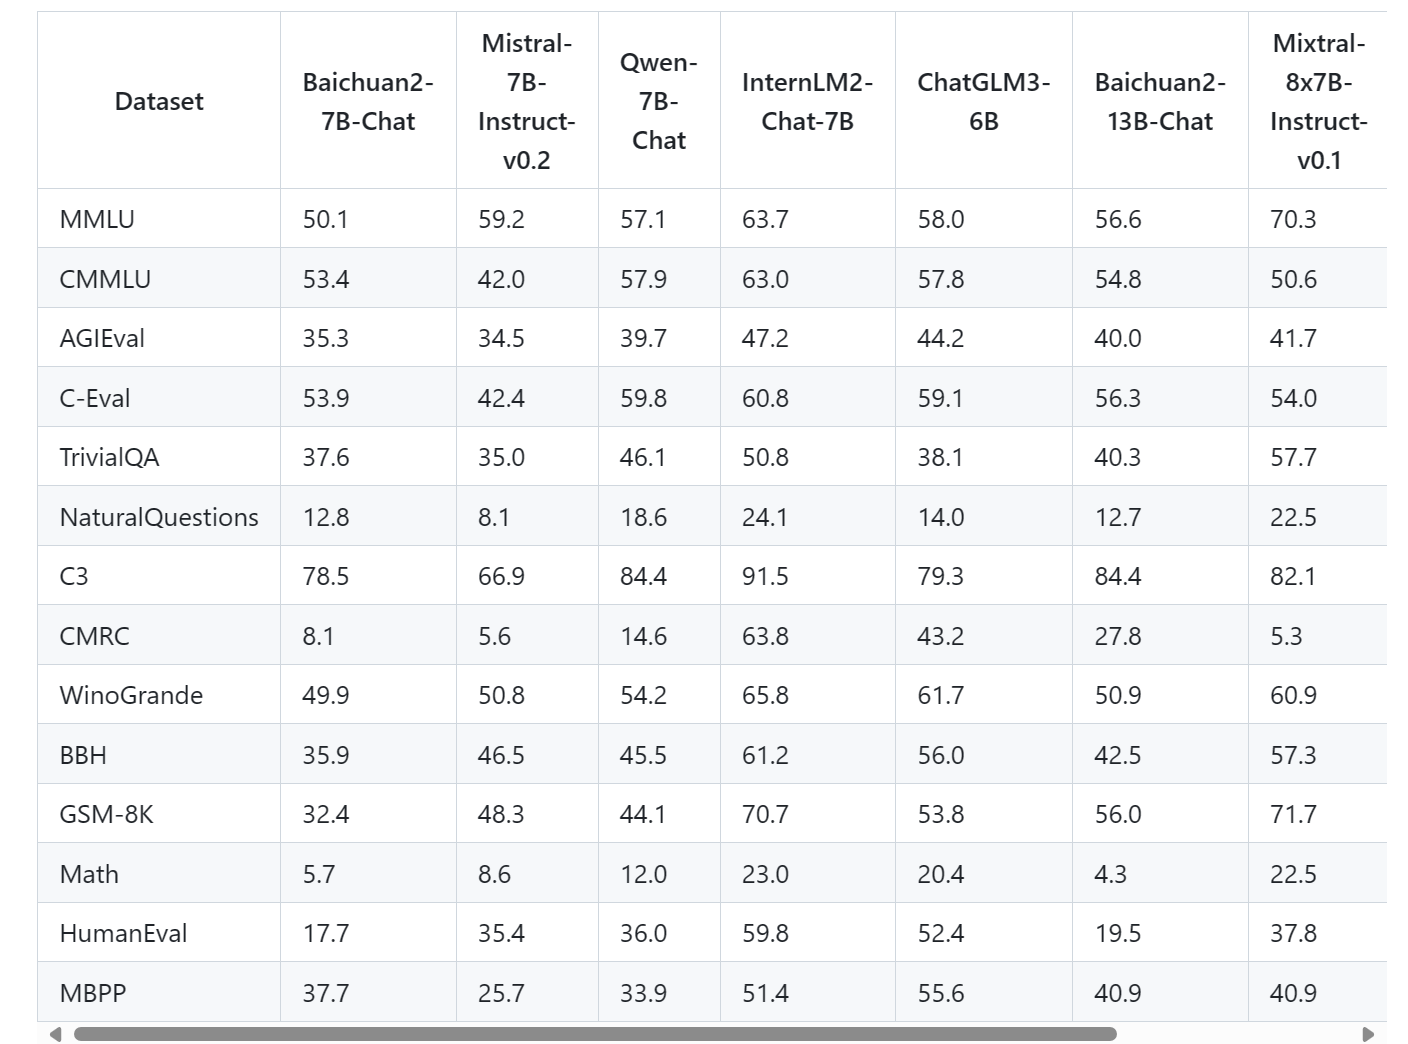 Dataset Baichuan2-7B-Chat Mistral-7B-Instruct-v0.2 Qwen-7B-Chat InternLM2-Chat-7B ChatGLM3-6B Baichuan2-13B-Chat Mixtral-8x7B-Instruct-v0.1
MMLU 50.1 59.2 57.1 63.7 58.0 56.6 70.3
CMMLU 53.4 42.0 57.9 63.0 57.8 54.8 50.6
AGIEval 35.3 34.5 39.7 47.2 44.2 40.0 41.7
C-Eval 53.9 42.4 59.8 60.8 59.1 56.3 54.0
TrivialQA 37.6 35.0 46.1 50.8 38.1 40.3 57.7
NaturalQuestions 12.8 8.1 18.6 24.1 14.0 12.7 22.5
C3 78.5 66.9 84.4 91.5 79.3 84.4 82.1
CMRC 8.1 5.6 14.6 63.8 43.2 27.8 5.3
WinoGrande 49.9 50.8 54.2 65.8 61.7 50.9 60.9
BBH 35.9 46.5 45.5 61.2 56.0 42.5 57.3
GSM-8K 32.4 48.3 44.1 70.7 53.8 56.0 71.7
Math 5.7 8.6 12.0 23.0 20.4 4.3 22.5
HumanEval 17.7 35.4 36.0 59.8 52.4 19.5 37.8
MBPP 37.7 25.7 33.9 51.4 55.6 40.9 40.9